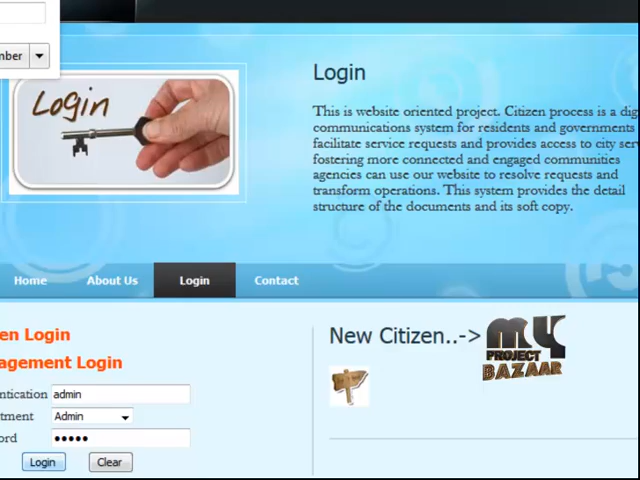 mber
Login
Login
This is website oriented project. Citizen process is a dig
communications system for residents and governments
facilitate service requests and provides access to city serv
fostering more connected and engaged communities
agencies can use our website to resolve requests and
transform operations. This system provides the detail
structure of the documents and its soft copy.
Home About Us Login Contact
en Login
agement Login
entication admin
tment Admin
ord •••••
Login Clear
New Citizen..->
MY
PROJECT
BAZAAR